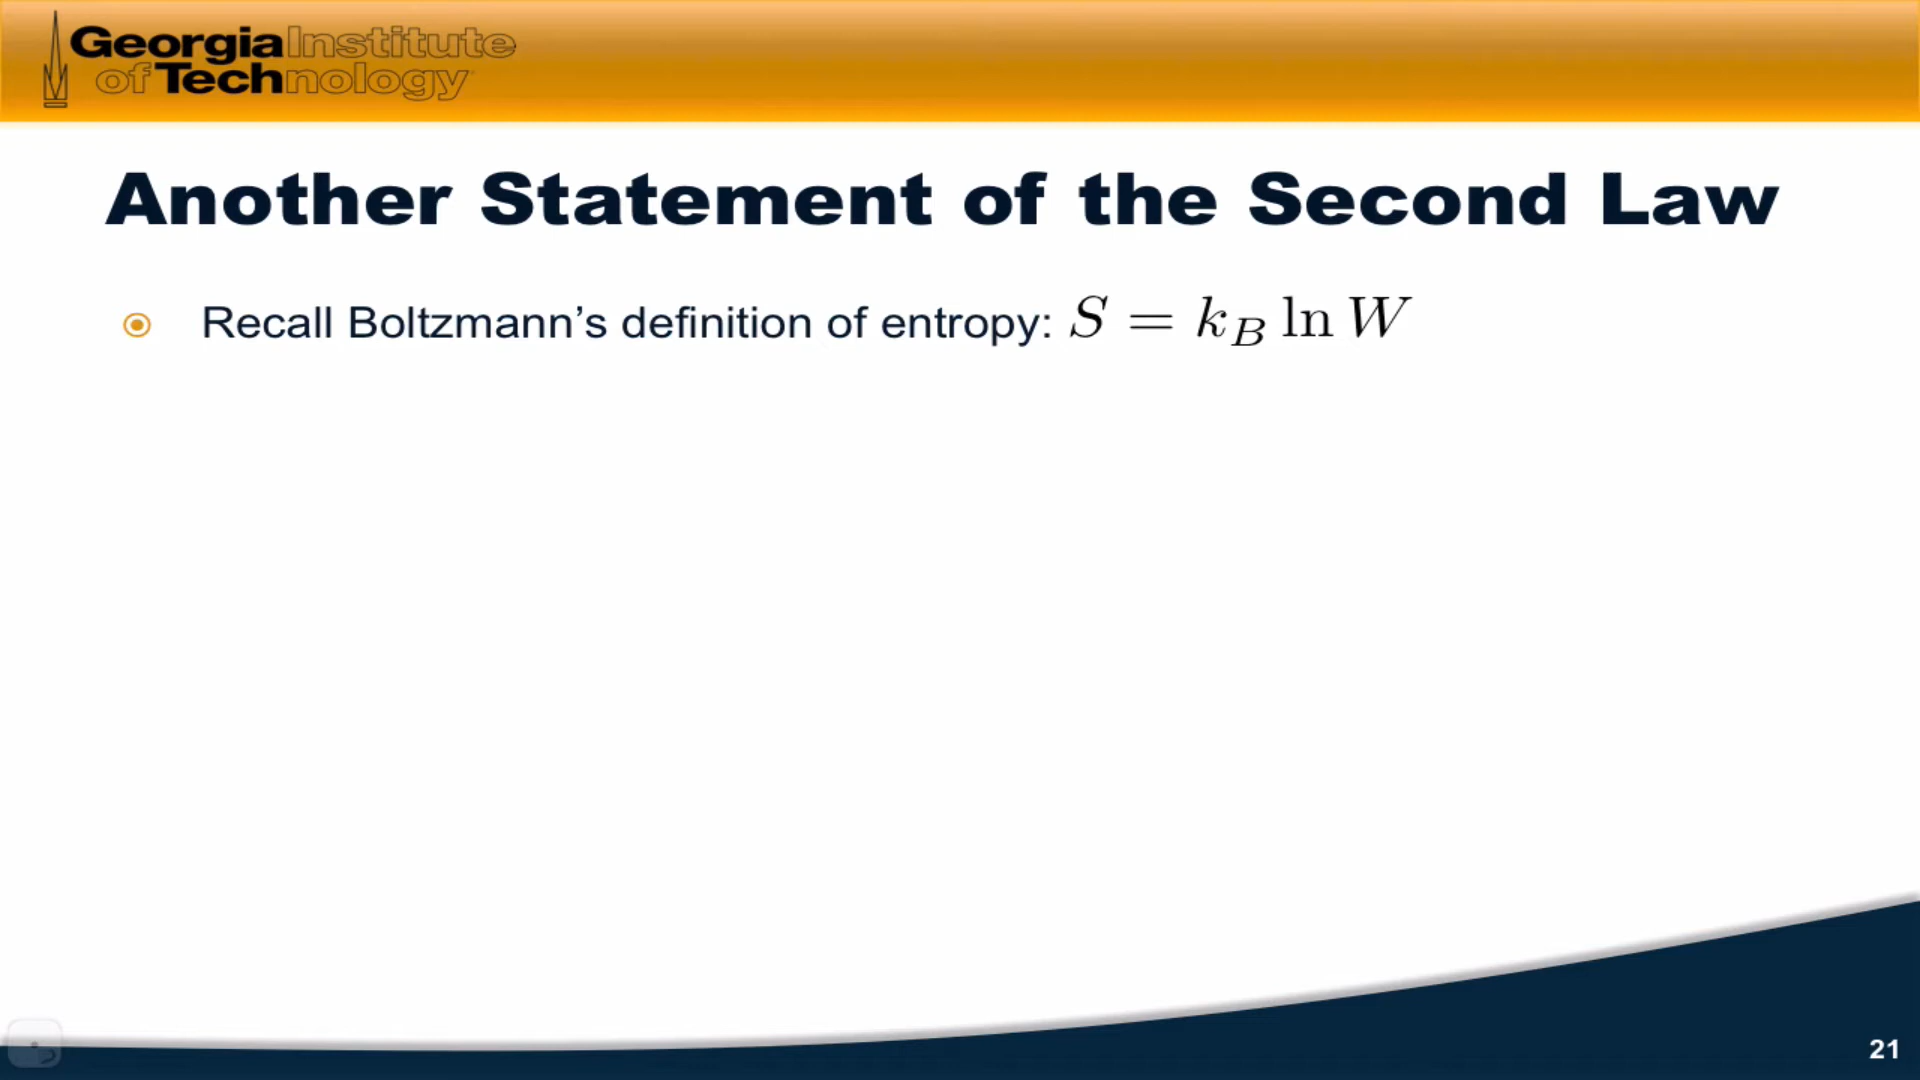 Georgia Institute
of Technology
Another Statement of the Second Law
Recall Boltzmann’s definition of entropy: S = k_B ln W
21